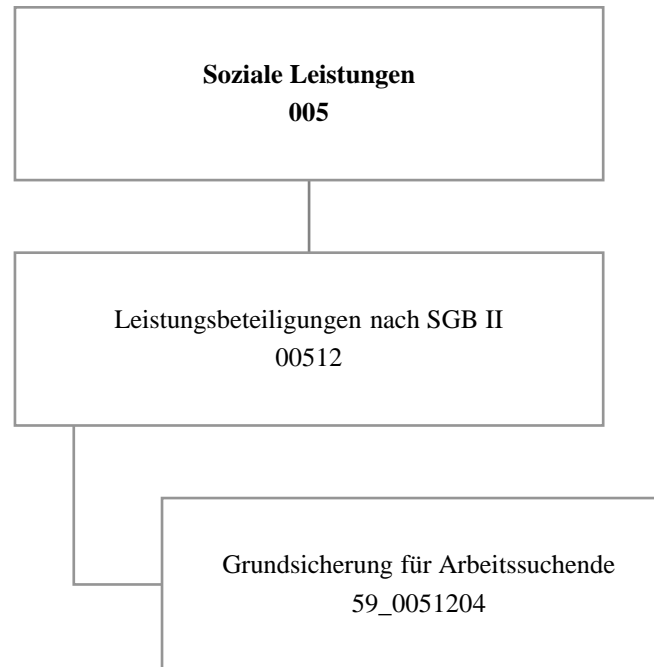 Soziale Leistungen
005
Leistungsbeteiligungen nach SGB II
00512
Grundsicherung für Arbeitssuchende
59_0051204